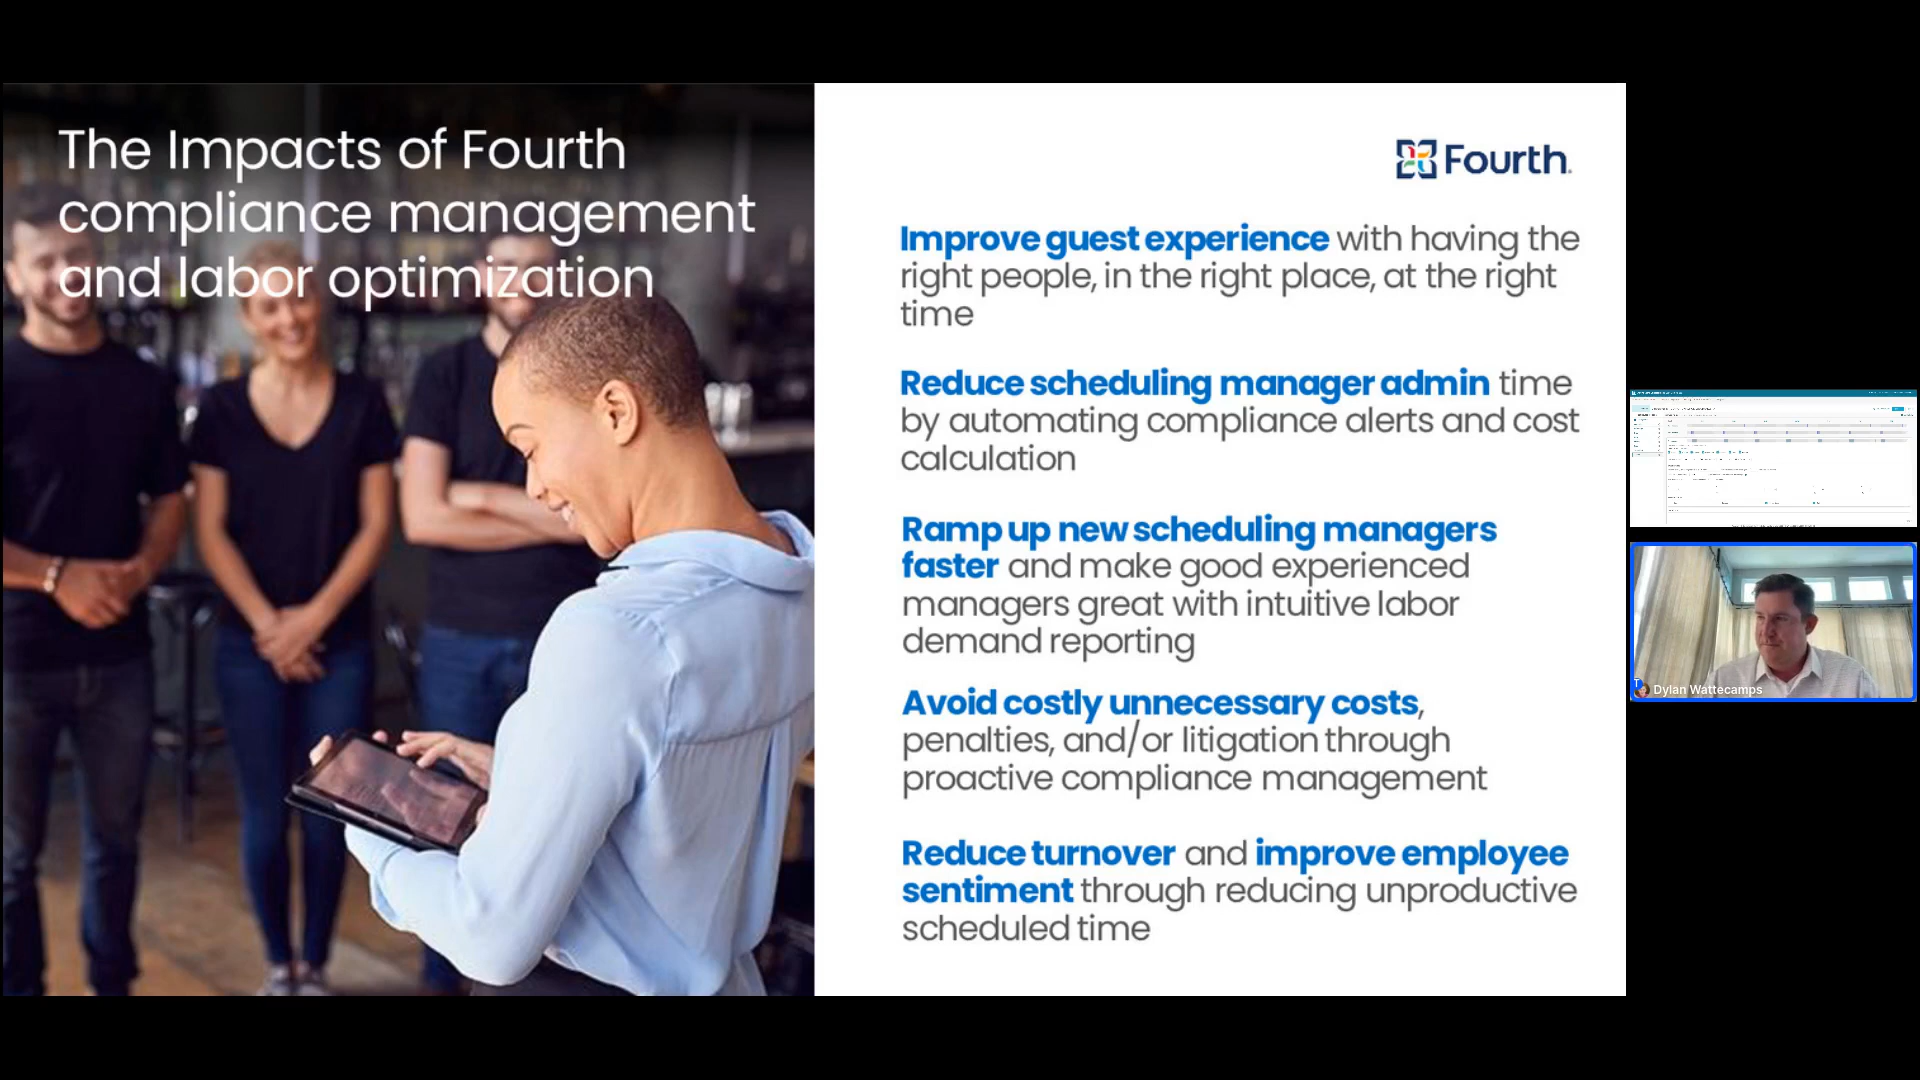 The Impacts of Fourth
compliance management
and labor optimization
Fourth
Improve guest experience with having the
right people, in the right place, at the right
time
Reduce scheduling manager admin time
by automating compliance alerts and cost
calculation
Ramp up new scheduling managers
faster and make good experienced
managers great with intuitive labor
demand reporting
Avoid costly unnecessary costs,
penalties, and/or litigation through
proactive compliance management
Reduce turnover and improve employee
sentiment through reducing unproductive
scheduled time
Dylan Wattecamps